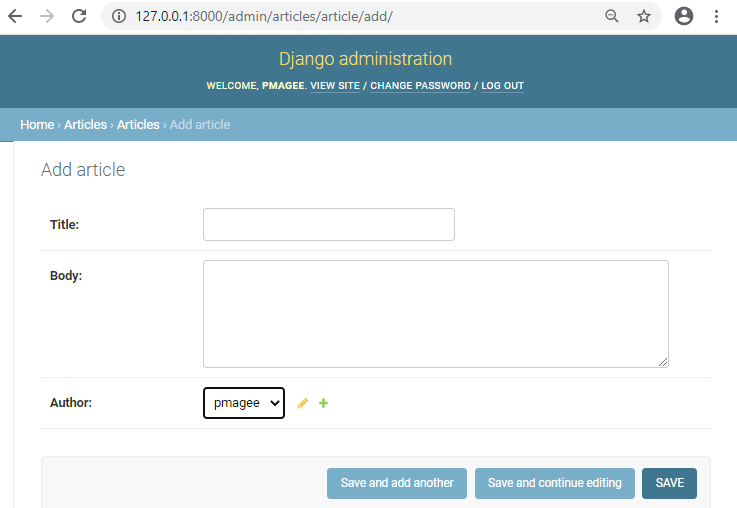 127.0.0.1:8000/admin/articles/article/add/
Django administration
WELCOME, PMAGEE. VIEW SITE / CHANGE PASSWORD / LOG OUT
Home › Articles › Articles › Add article
Add article
Title:
Body:
Author: pmagee
Save and add another Save and continue editing SAVE